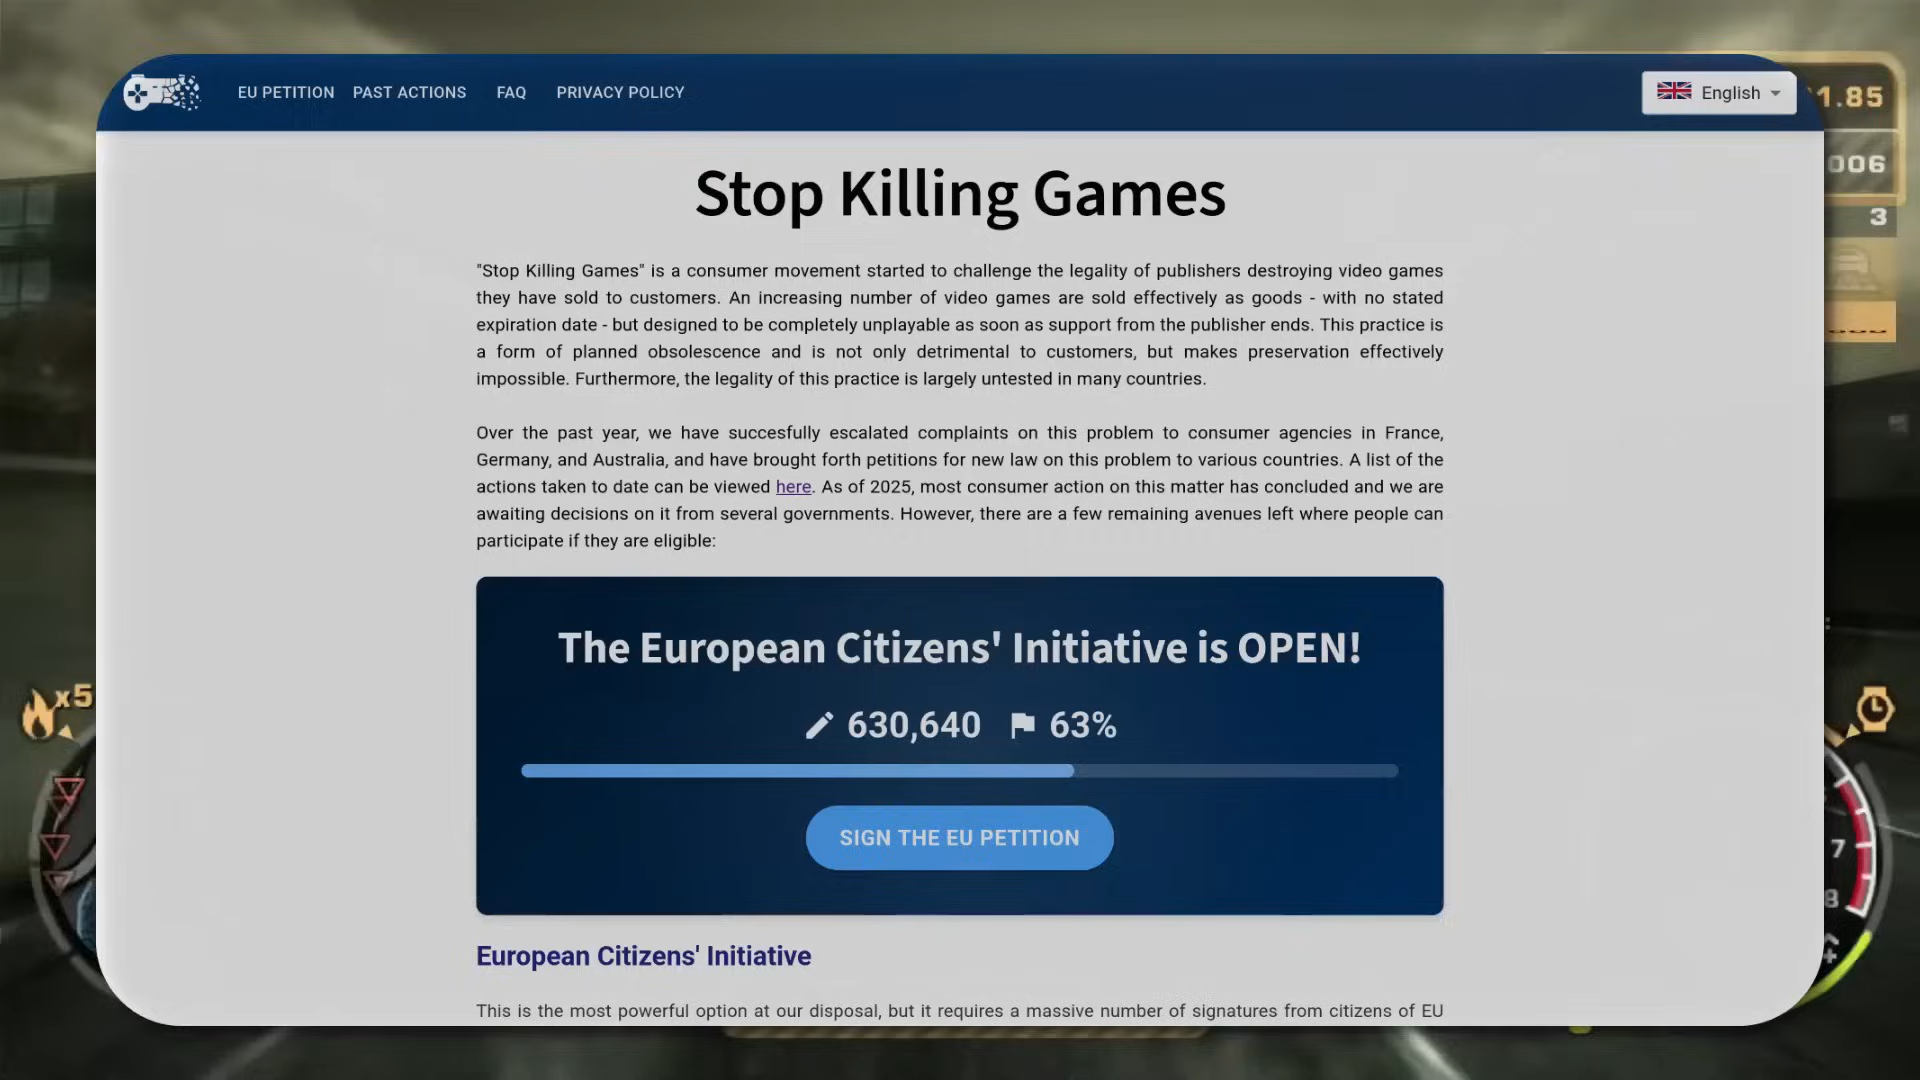 EU PETITION PAST ACTIONS FAQ PRIVACY POLICY English
1.85
006
3
Stop Killing Games
"Stop Killing Games" is a consumer movement started to challenge the legality of publishers destroying video games
they have sold to customers. An increasing number of video games are sold effectively as goods - with no stated
expiration date - but designed to be completely unplayable as soon as support from the publisher ends. This practice is
a form of planned obsolescence and is not only detrimental to customers, but makes preservation effectively
impossible. Furthermore, the legality of this practice is largely untested in many countries.
Over the past year, we have succesfully escalated complaints on this problem to consumer agencies in France,
Germany, and Australia, and have brought forth petitions for new law on this problem to various countries. A list of the
actions taken to date can be viewed here. As of 2025, most consumer action on this matter has concluded and we are
awaiting decisions on it from several governments. However, there are a few remaining avenues left where people can
participate if they are eligible:
The European Citizens' Initiative is OPEN!
630,640 63%
x5
SIGN THE EU PETITION
7
8
European Citizens' Initiative
This is the most powerful option at our disposal, but it requires a massive number of signatures from citizens of EU